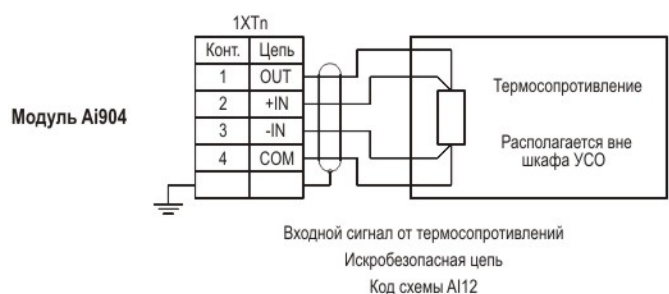 1XTn
Конт. Цепь
1 OUT
2 +IN
3 -IN
4 COM
Модуль Ai904
Термосопротивление
Располагается вне
шкафа УСО
Входной сигнал от термосопротивлений
Искробезопасная цепь
Код схемы AI12